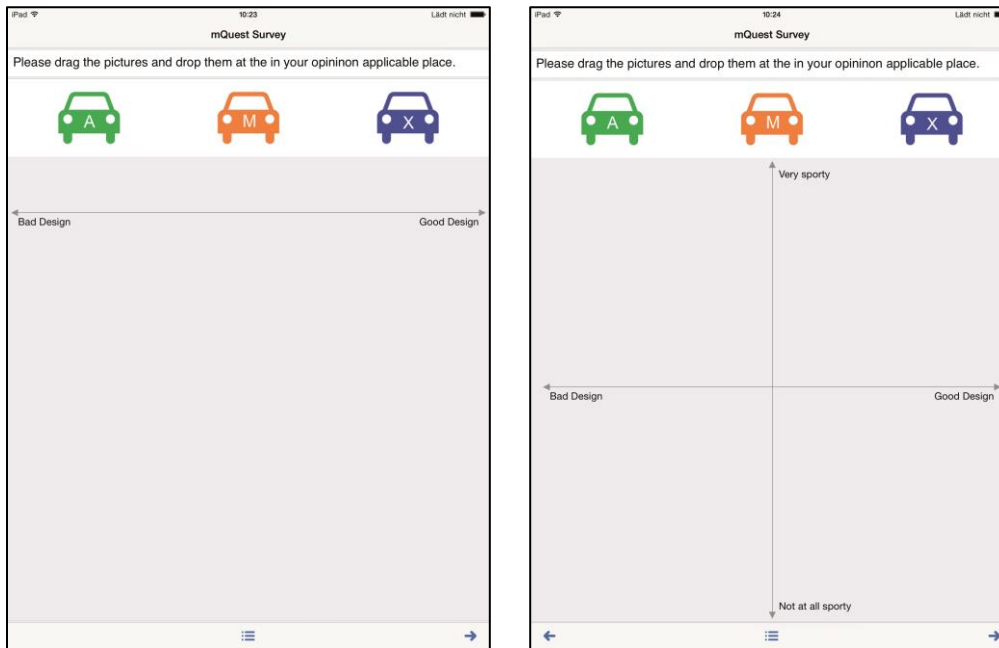 iPad 10:23 Lädt nicht
mQuest Survey
Please drag the pictures and drop them at the in your opininon applicable place.
A M X
Bad Design Good Design
iPad 10:24 Lädt nicht
mQuest Survey
Please drag the pictures and drop them at the in your opininon applicable place.
A M X
Very sporty
Bad Design Good Design
Not at all sporty